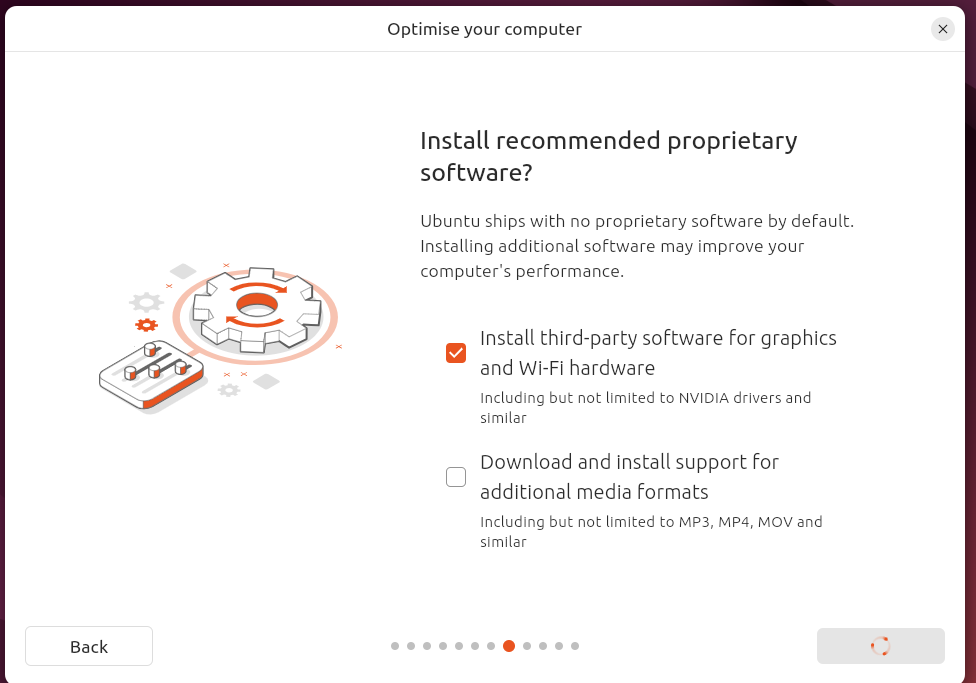 Optimise your computer
Install recommended proprietary
software?
Ubuntu ships with no proprietary software by default.
Installing additional software may improve your
computer's performance.
Install third-party software for graphics
and Wi-Fi hardware
Including but not limited to NVIDIA drivers and
similar
Download and install support for
additional media formats
Including but not limited to MP3, MP4, MOV and
similar
Back